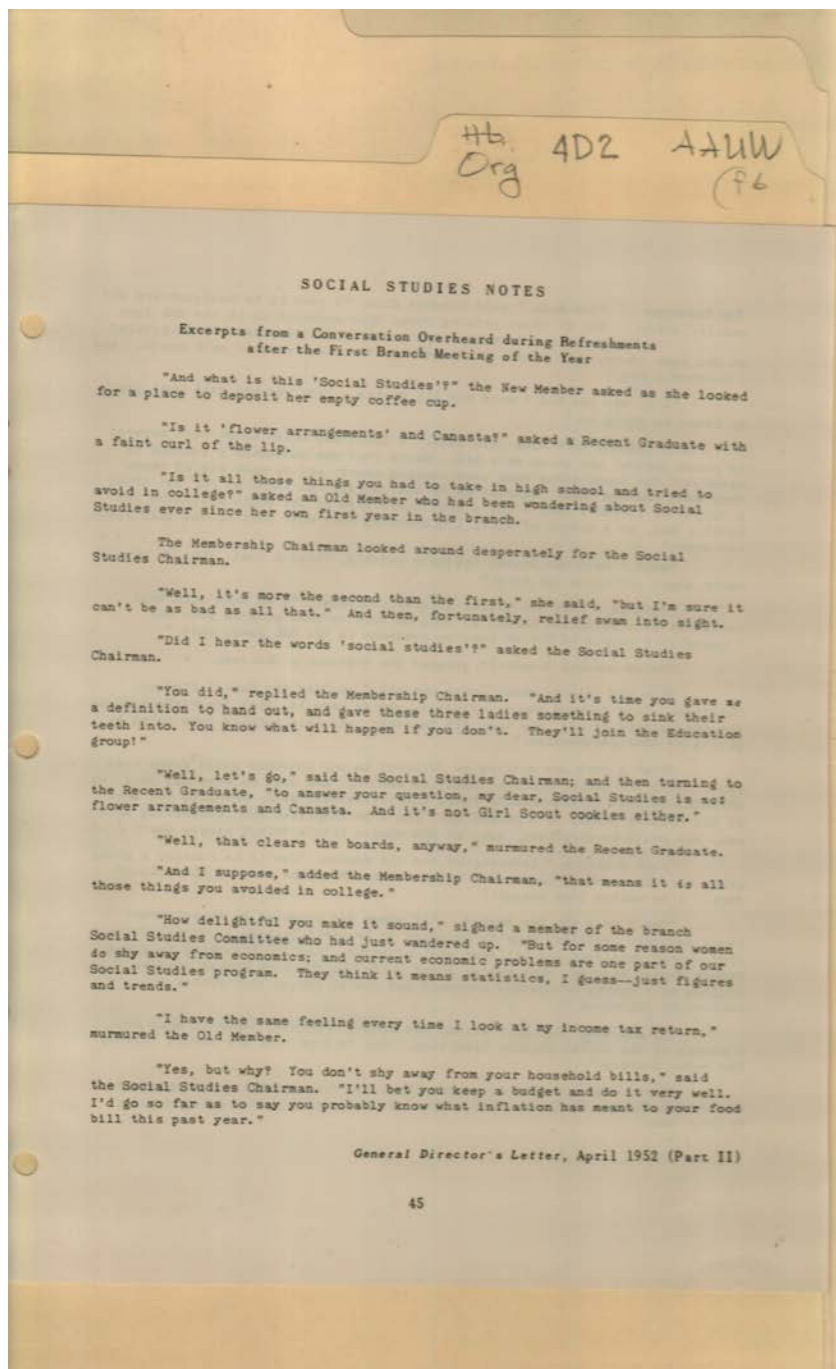 Hb.
Org 4D2 AAUW
SOCIAL STUDIES NOTES
Excerpts from a Conversation Overheard during Refreshments
after the First Branch Meeting of the Year
"And what is this 'Social Studies'?" the New Member asked as she looked
for a place to deposit her empty coffee cup.
"Is it 'flower arrangements' and Canasta?" asked a Recent Graduate with
a faint curl of the lip.
"Is it all those things you had to take in high school and tried to
avoid in college?" asked an Old Member who had been wondering about Social
Studies ever since her own first year in the branch.
The Membership Chairman looked around desperately for the Social
Studies Chairman.
"Well, it's more the second than the first," she said, "but I'm sure it
can't be as bad as all that." And then, fortunately, relief swam into sight.
"Did I hear the words 'social studies'?" asked the Social Studies
Chairman.
"You did," replied the Membership Chairman. "And it's time you gave me
a definition to hand out, and gave these three ladies something to sink their
teeth into. You know what will happen if you don't. They'll join the Education
group!"
"Well, let's go," said the Social Studies Chairman; and then turning to
the Recent Graduate, "to answer your question, my dear, Social Studies is not
flower arrangements and Canasta. And it's not Girl Scout cookies either."
"Well, that clears the boards, anyway," murmured the Recent Graduate.
"And I suppose," added the Membership Chairman, "that means it is all
those things you avoided in college."
"How delightful you make it sound," sighed a member of the branch
Social Studies Committee who had just wandered up. "But for some reason women
do shy away from economics; and current economic problems are one part of our
Social Studies program. They think it means statistics, I guess—just figures
and trends."
"I have the same feeling every time I look at my income tax return,"
murmured the Old Member.
"Yes, but why? You don't shy away from your household bills," said
the Social Studies Chairman. "I'll bet you keep a budget and do it very well.
I'd go so far as to say you probably know what inflation has meant to your food
bill this past year."
General Director's Letter, April 1952 (Part II)
45